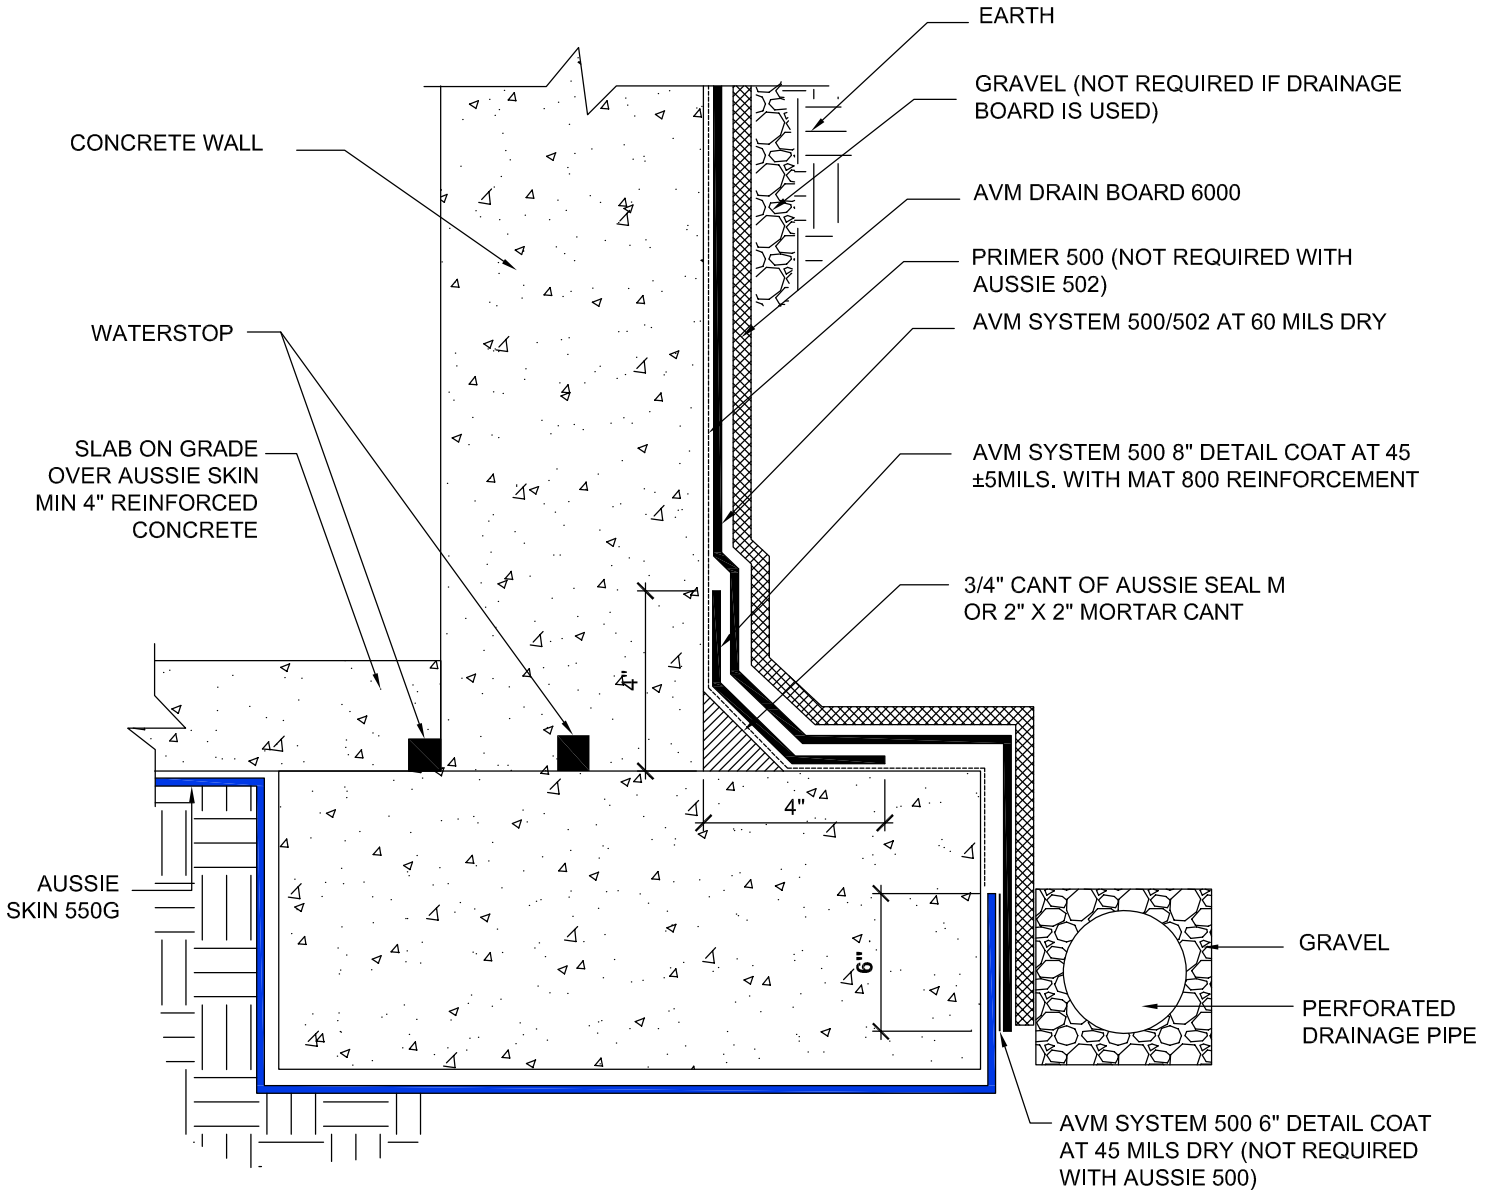 EARTH
GRAVEL (NOT REQUIRED IF DRAINAGE
BOARD IS USED)
CONCRETE WALL
AVM DRAIN BOARD 6000
PRIMER 500 (NOT REQUIRED WITH
AUSSIE 502)
AVM SYSTEM 500/502 AT 60 MILS DRY
WATERSTOP
SLAB ON GRADE
OVER AUSSIE SKIN
MIN 4" REINFORCED
CONCRETE
AVM SYSTEM 500 8" DETAIL COAT AT 45
±5MILS. WITH MAT 800 REINFORCEMENT
3/4" CANT OF AUSSIE SEAL M
OR 2" X 2" MORTAR CANT
4"
4"
AUSSIE
SKIN 550G
6"
GRAVEL
PERFORATED
DRAINAGE PIPE
AVM SYSTEM 500 6" DETAIL COAT
AT 45 MILS DRY (NOT REQUIRED
WITH AUSSIE 500)